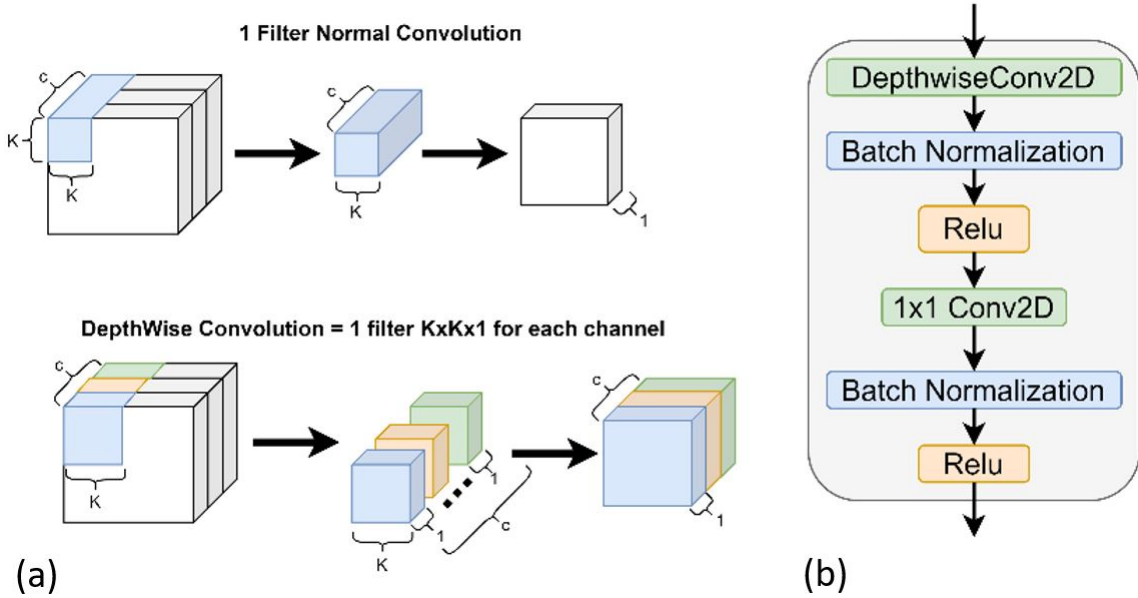 1 Filter Normal Convolution
c
K
K
c
K
1
DepthWise Convolution = 1 filter KxKx1 for each channel
c
K
K
1
1
c
c
1
(a)
DepthwiseConv2D
Batch Normalization
Relu
1x1 Conv2D
Batch Normalization
Relu
(b)